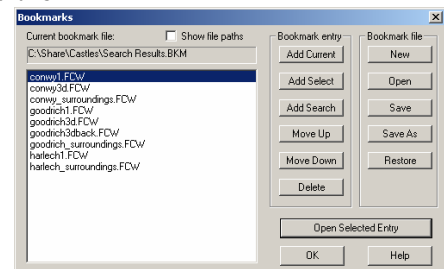 Bookmarks
Current bookmark file:
Show file paths
C:\Share\Castles\Search Results.BKM
conwy1.FCW
conwy3d.FCW
conwy_surroundings.FCW
goodrich1.FCW
goodrich3d.FCW
goodrich3dback.FCW
goodrich_surroundings.FCW
harlech1.FCW
harlech_surroundings.FCW
Bookmark entry
Add Current
Add Select
Add Search
Move Up
Move Down
Delete
Bookmark file
New
Open
Save
Save As
Restore
Open Selected Entry
OK
Help